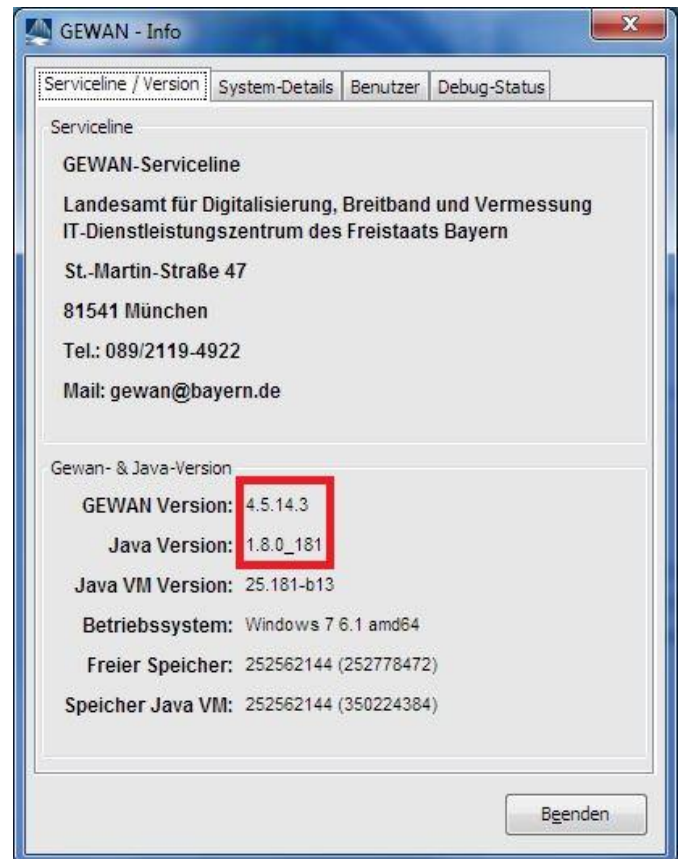 GEWAN - Info
Serviceline / Version System-Details Benutzer Debug-Status
Serviceline
GEWAN-Serviceline
Landesamt für Digitalisierung, Breitband und Vermessung
IT-Dienstleistungszentrum des Freistaats Bayern
St.-Martin-Straße 47
81541 München
Tel.: 089/2119-4922
Mail: gewan@bayern.de
Gewan- & Java-Version
GEWAN Version: 4.5.14.3
Java Version: 1.8.0_181
Java VM Version: 25.181-b13
Betriebssystem: Windows 7 6.1 amd64
Freier Speicher: 252562144 (252778472)
Speicher Java VM: 252562144 (350224384)
Beenden